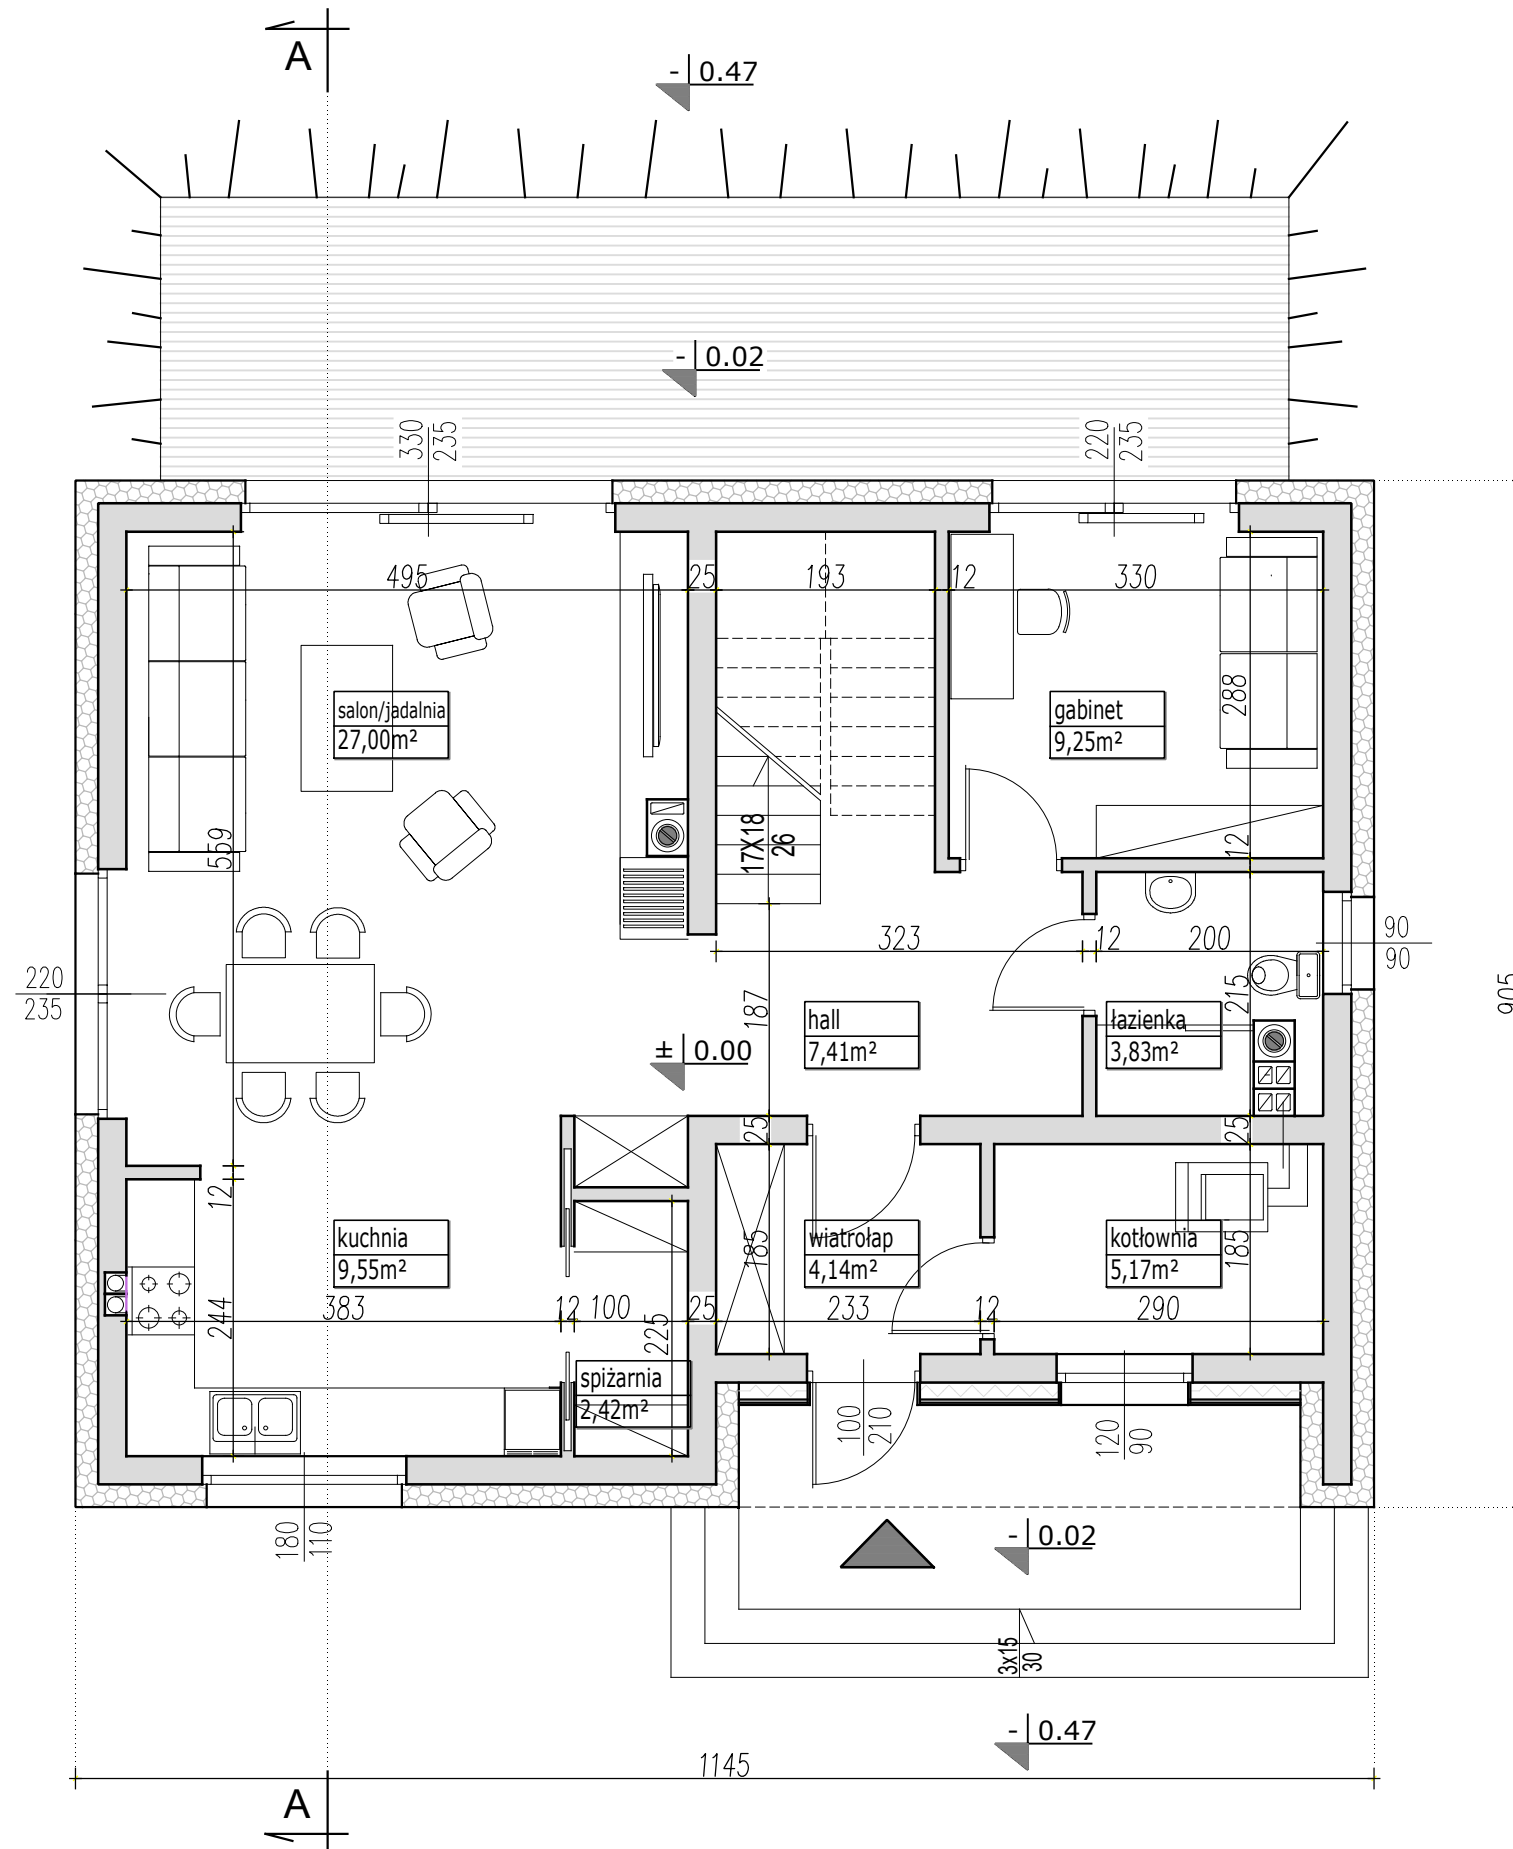 A
- 0.47
- 0.02
330
235
220
235
495
25
193
12
330
salon/jadalnia
27,00m²
gabinet
9,25m²
288
559
17X18
26
12
323
12
200
90
90
220
235
215
905
187
hall
7,41m²
łazienka
3,83m²
± 0.00
25
25
12
kuchnia
9,55m²
wiatrołap
4,14m²
kotłownia
5,17m²
185
185
244
383
12
100
25
233
12
290
225
spiżarnia
2,42m²
100
210
120
90
180
110
- 0.02
3x15
30
- 0.47
1145
A